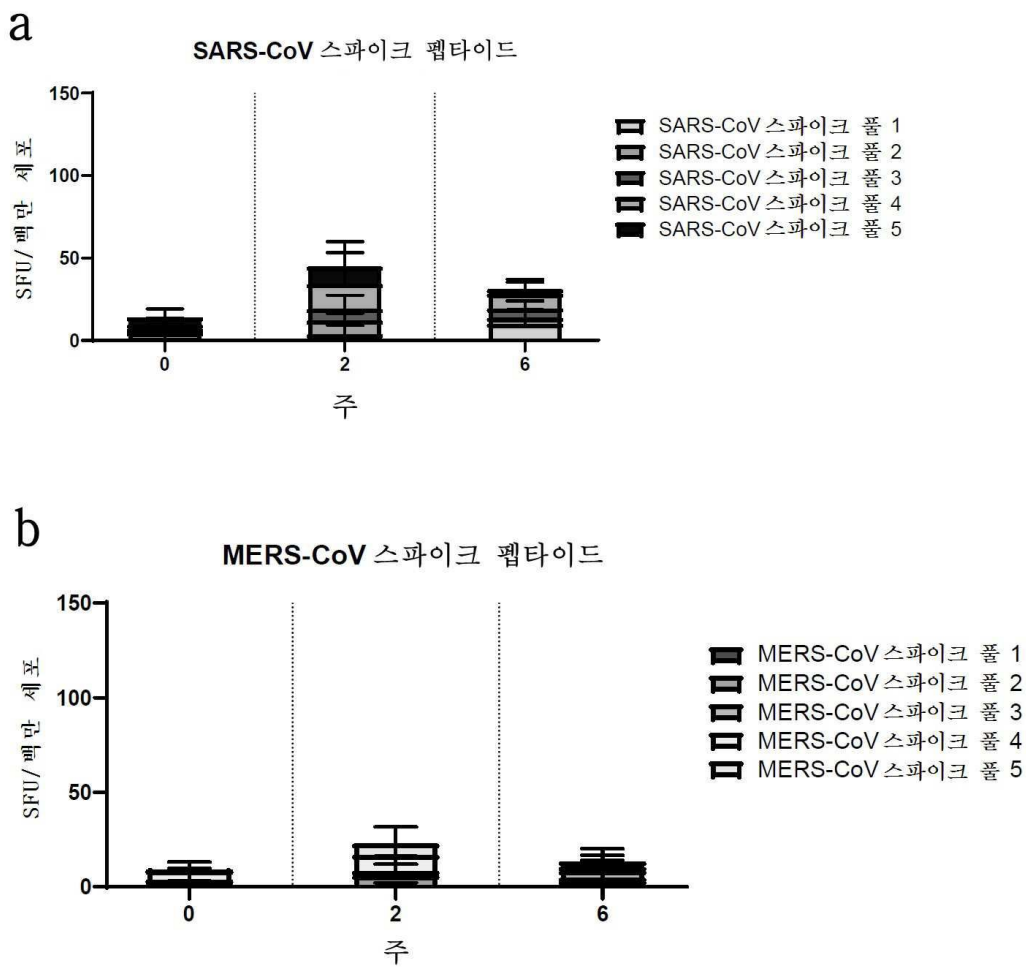 a
SARS-CoV 스파이크 펩타이드
SFU/백만 세포
150
100
50
0
0 2 6
주
SARS-CoV 스파이크 풀 1
SARS-CoV 스파이크 풀 2
SARS-CoV 스파이크 풀 3
SARS-CoV 스파이크 풀 4
SARS-CoV 스파이크 풀 5
b
MERS-CoV 스파이크 펩타이드
SFU/백만 세포
150
100
50
0
0 2 6
주
MERS-CoV 스파이크 풀 1
MERS-CoV 스파이크 풀 2
MERS-CoV 스파이크 풀 3
MERS-CoV 스파이크 풀 4
MERS-CoV 스파이크 풀 5